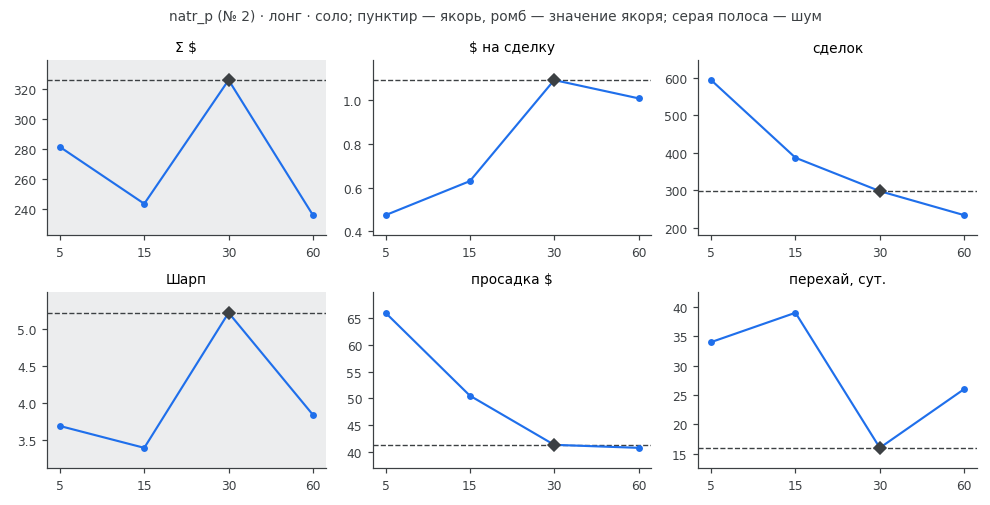 natr_p (№ 2) · лонг · соло; пунктир — якорь, ромб — значение якоря; серая полоса — шум
Σ $
$ на сделку
сделок
320
300
280
260
240
5 15 30 60
1.0
0.8
0.6
0.4
5 15 30 60
600
500
400
300
200
5 15 30 60
Шарп
просадка $
перехай, сут.
5.0
4.5
4.0
3.5
5 15 30 60
65
60
55
50
45
40
5 15 30 60
40
35
30
25
20
15
5 15 30 60